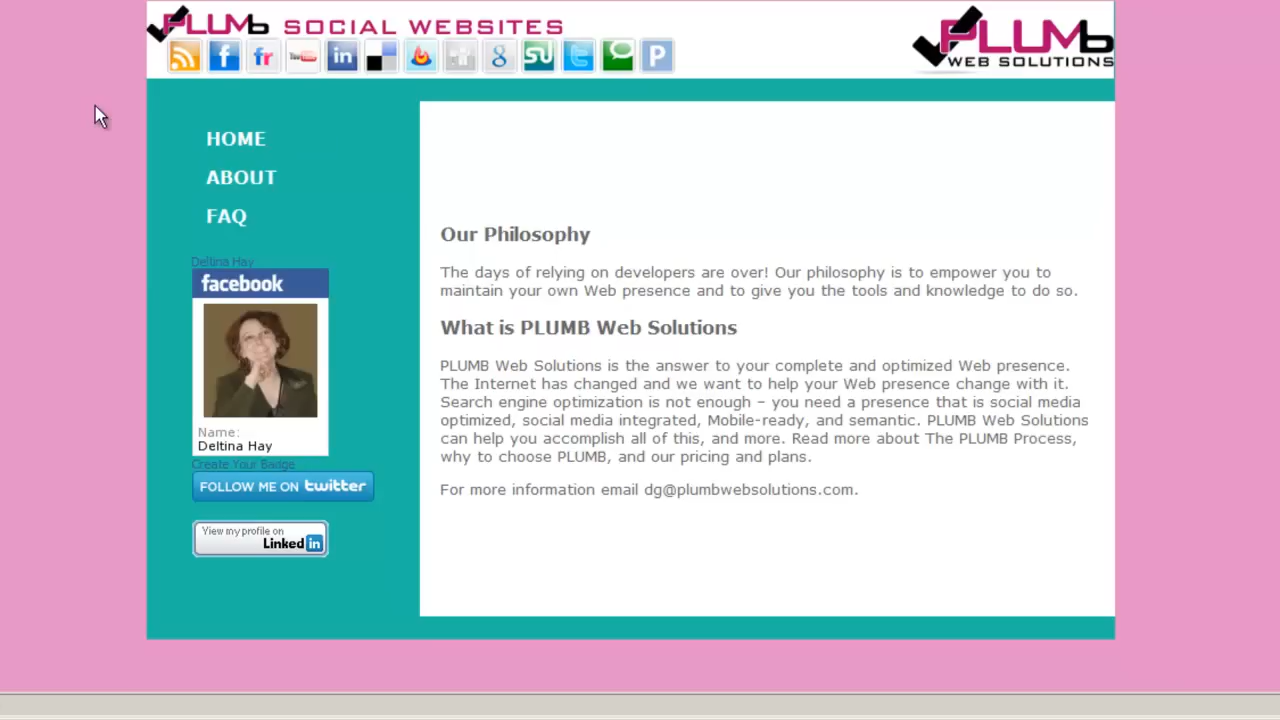 PLUMb SOCIAL WEBSITES
f fr You Tube in g SU t P
PLUMb
WEB SOLUTIONS
HOME
ABOUT
FAQ
Deltina Hay
facebook
Name:
Deltina Hay
Create Your Badge
FOLLOW ME ON twitter
View my profile on
Linked in
Our Philosophy
The days of relying on developers are over! Our philosophy is to empower you to
maintain your own Web presence and to give you the tools and knowledge to do so.
What is PLUMB Web Solutions
PLUMB Web Solutions is the answer to your complete and optimized Web presence.
The Internet has changed and we want to help your Web presence change with it.
Search engine optimization is not enough – you need a presence that is social media
optimized, social media integrated, Mobile-ready, and semantic. PLUMB Web Solutions
can help you accomplish all of this, and more. Read more about The PLUMB Process,
why to choose PLUMB, and our pricing and plans.
For more information email dg@plumbwebsolutions.com.